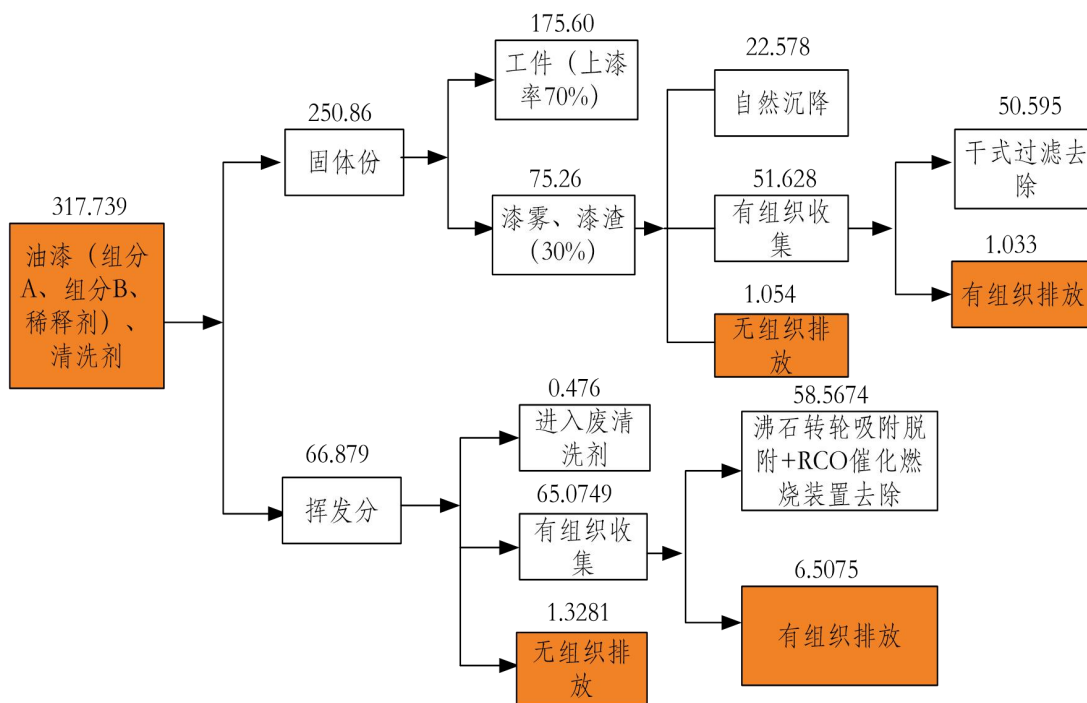 317.739
油漆（组分
A、组分B、
稀释剂）、
清洗剂
250.86
固体份
175.60
工件（上漆
率70%）
75.26
漆雾、漆渣
(30%)
22.578
自然沉降
51.628
有组织收
集
1.054
无组织排
放
50.595
干式过滤去
除
1.033
有组织排放
66.879
挥发分
0.476
进入废清
洗剂
65.0749
有组织收
集
1.3281
无组织排
放
58.5674
沸石转轮吸附脱
附+RCO催化燃
烧装置去除
6.5075
有组织排放